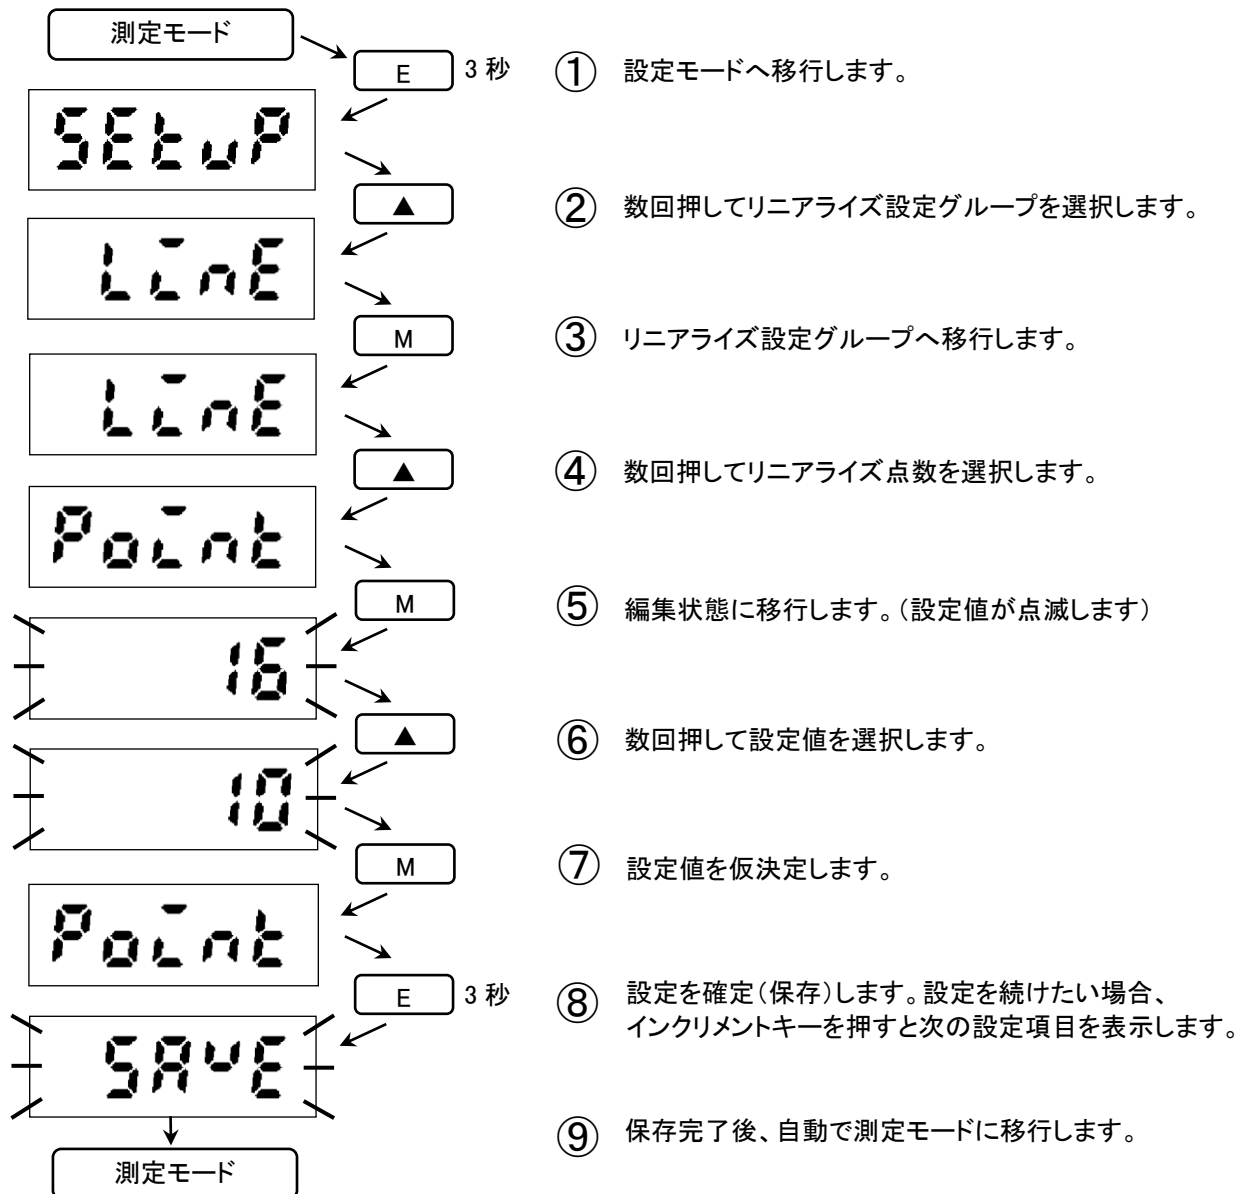 測定モード
E 3 秒 ① 設定モードへ移行します。
SEtuP
▲ ② 数回押してリニアライズ設定グループを選択します。
LinE
M ③ リニアライズ設定グループへ移行します。
LinE
▲ ④ 数回押してリニアライズ点数を選択します。
Point
M ⑤ 編集状態に移行します。(設定値が点滅します)
16
▲ ⑥ 数回押して設定値を選択します。
10
M ⑦ 設定値を仮決定します。
Point
E 3 秒 ⑧ 設定を確定(保存)します。設定を続けたい場合、
インクリメントキーを押すと次の設定項目を表示します。
SAvE
⑨ 保存完了後、自動で測定モードに移行します。
測定モード